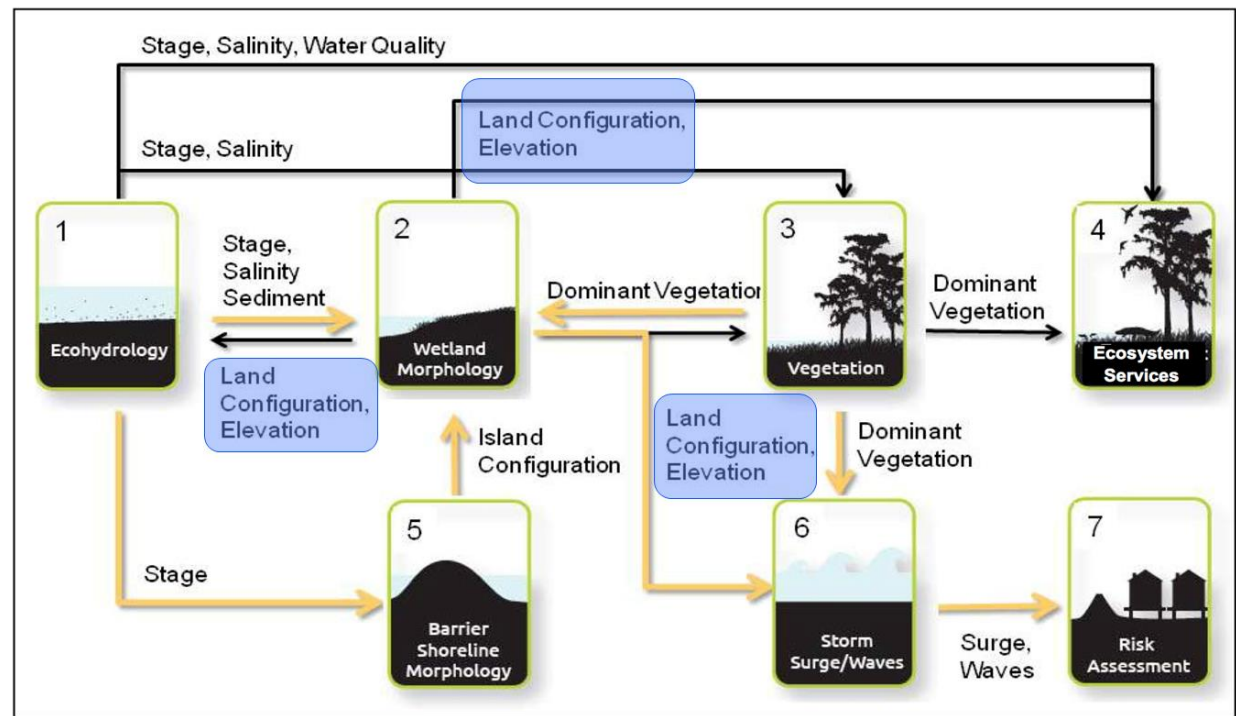 Stage, Salinity, Water Quality
Land Configuration,
Elevation
Stage, Salinity
1
2
3
4
Stage,
Salinity
Sediment
Dominant Vegetation
Dominant
Vegetation
Ecohydrology
Wetland
Morphology
Vegetation
Ecosystem
Services
Land
Configuration,
Elevation
Island
Configuration
Land
Configuration,
Elevation
Dominant
Vegetation
5
6
7
Stage
Barrier
Shoreline
Morphology
Storm
Surge/Waves
Surge,
Waves
Risk
Assessment